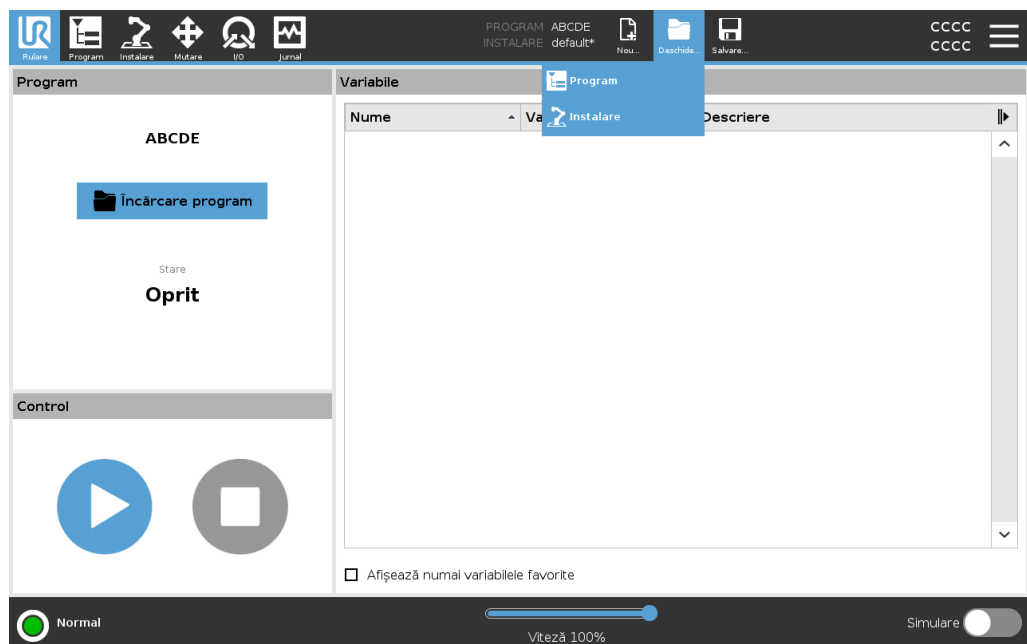 UR
Rulare
Program
Instalare
Mutare
I/O
Jurnal
PROGRAM ABCDE
INSTALARE default*
Nou...
Deschide...
Salvare...
CCCC
CCCC
Program
Instalare
Program
ABCDE
Încărcare program
Stare
Oprit
Control
Variabile
Nume
Va
Descriere
Afișează numai variabilele favorite
Normal
Viteză 100%
Simulare